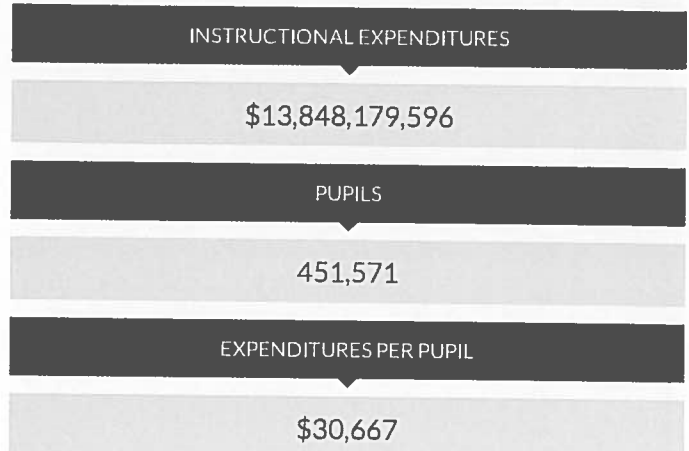 INSTRUCTIONAL EXPENDITURES
$13,848,179,596
PUPILS
451,571
EXPENDITURES PER PUPIL
$30,667